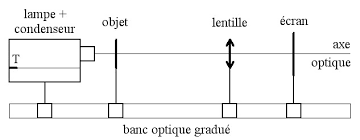 lampe +
condenseur
objet
lentille
écran
axe
optique
T
banc optique gradué